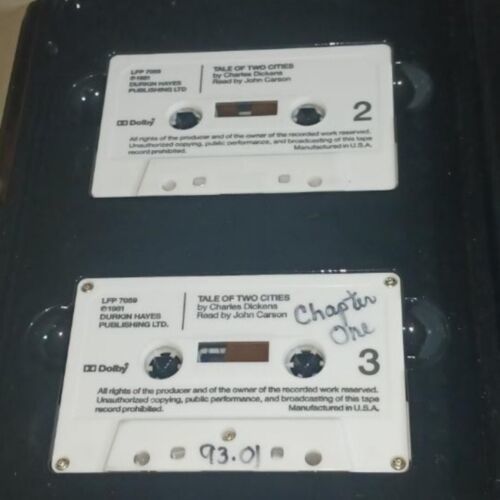 LFP 7059
℗1981
DURKIN HAYES
PUBLISHING LTD
TALE OF TWO CITIES
by Charles Dickens
Read by John Carson
Dolby
2
All rights of the producer and of the owner of the recorded work reserved.
Unauthorized copying, public performance, and broadcasting of this tape
record prohibited. Manufactured in U.S.A.
LFP 7059
℗1981
DURKIN HAYES
PUBLISHING LTD.
TALE OF TWO CITIES
by Charles Dickens
Read by John Carson
Chapter
One
Dolby
3
All rights of the producer and of the owner of the recorded work reserved.
Unauthorized copying, public performance, and broadcasting of this tape
record prohibited. Manufactured in U.S.A.
93.01